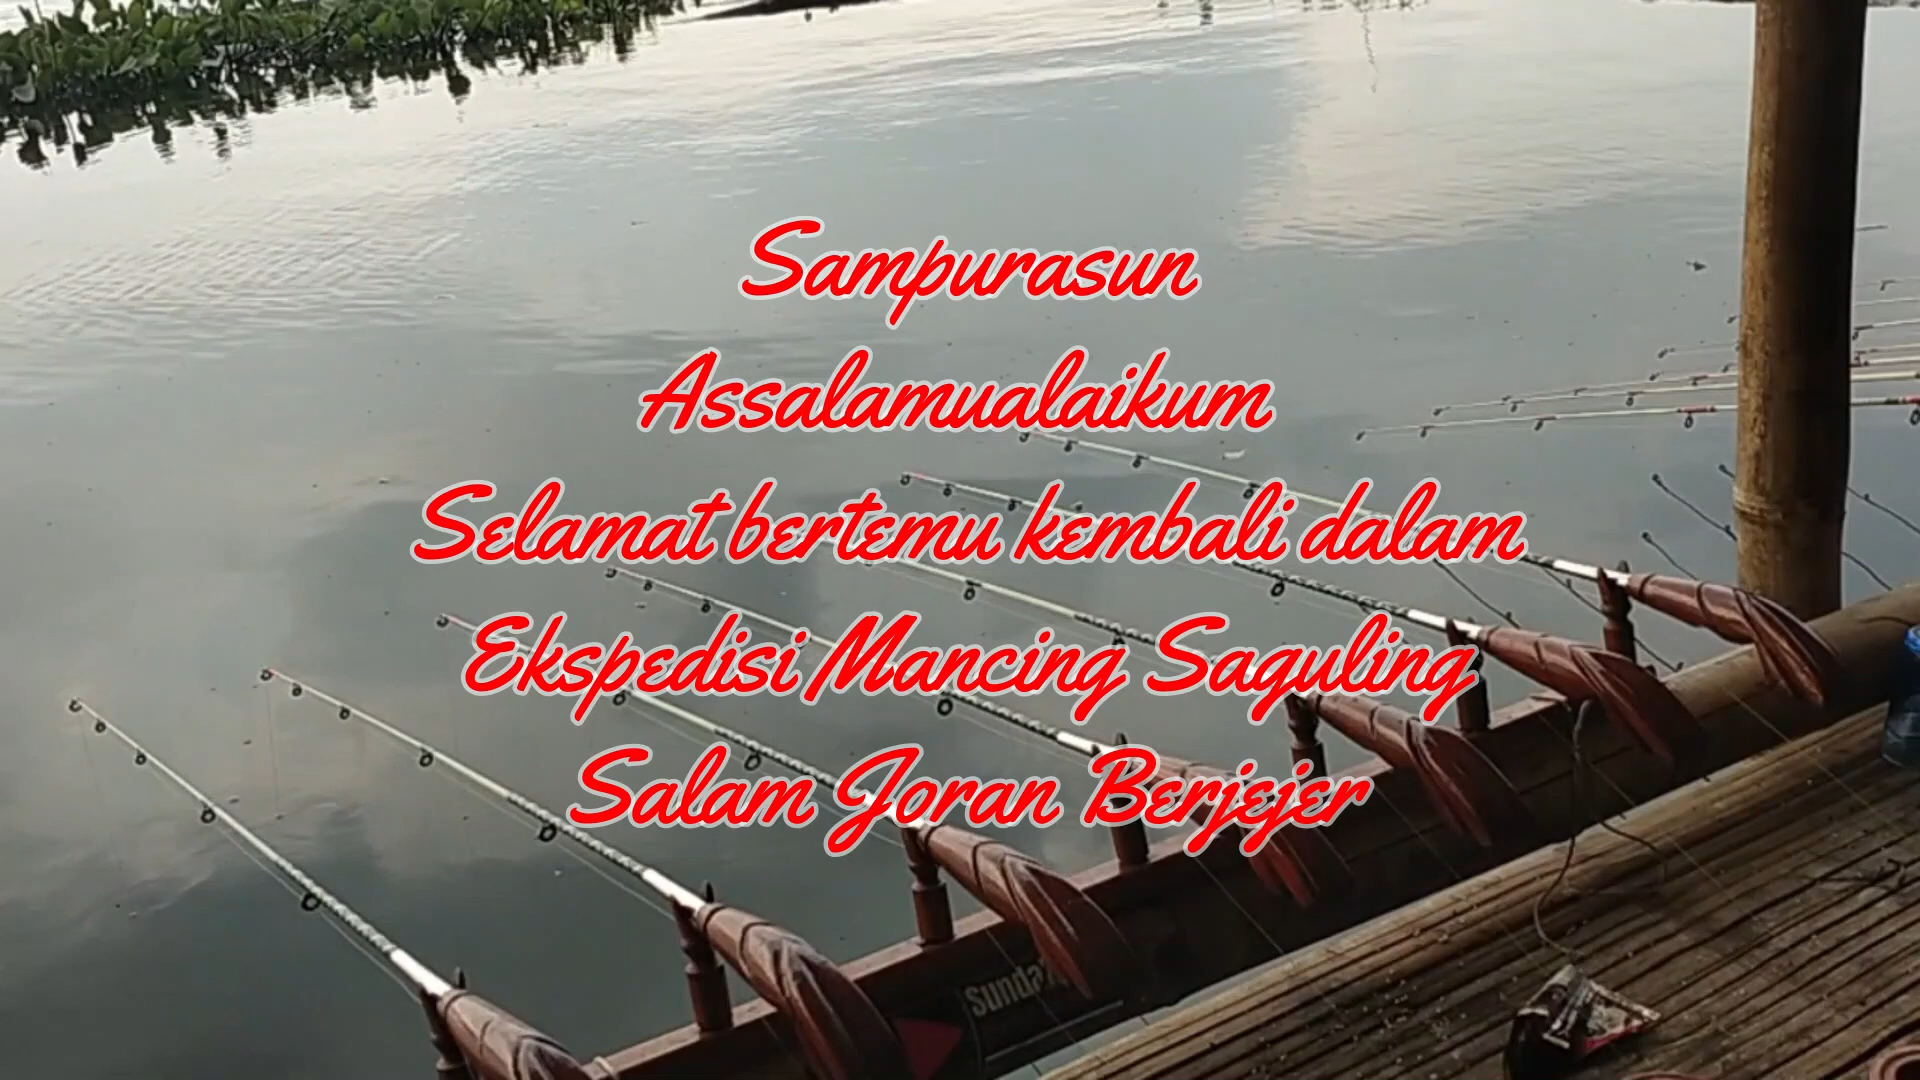 Sampurasun
Assalamualaikum
Selamat bertemu kembali dalam
Ekspedisi Mancing Saguling
Salam Joran Berjejer